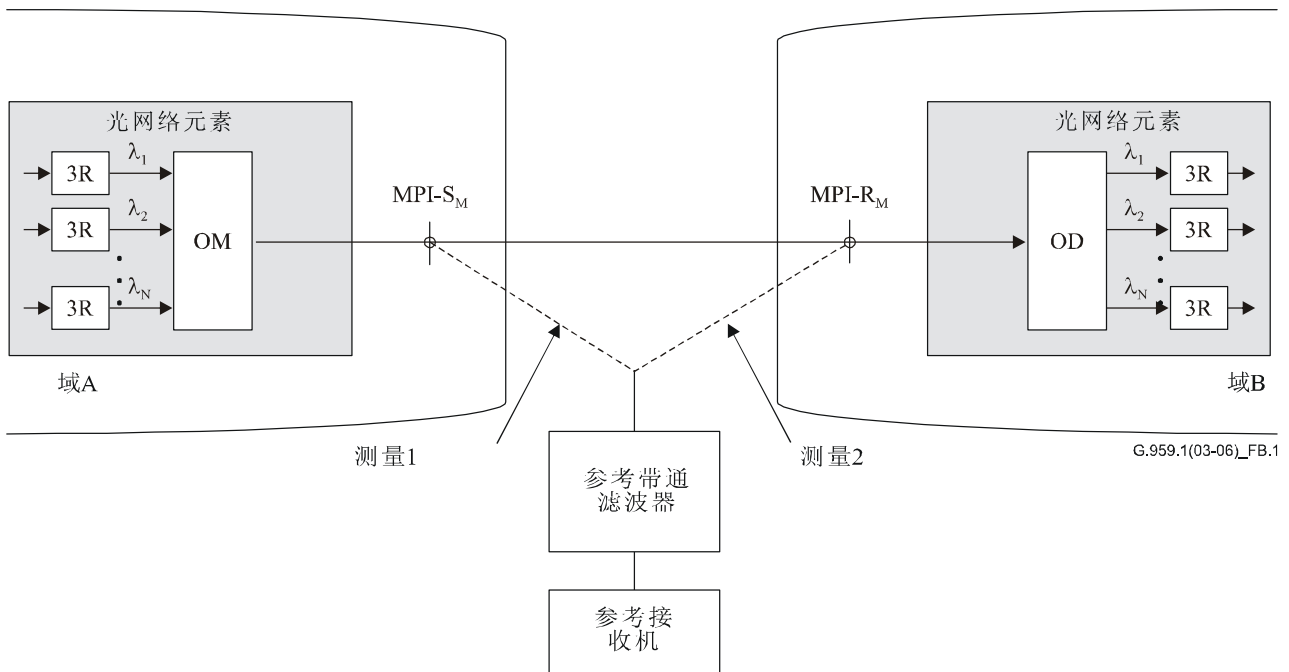 光网络元素
3R
λ1
3R
λ2
3R
λN
OM
域A
MPI-SM
MPI-RM
光网络元素
OD
λ1
3R
λ2
3R
λN
3R
域B
测量1
测量2
G.959.1(03-06)_FB.1
参考带通
滤波器
参考接
收机